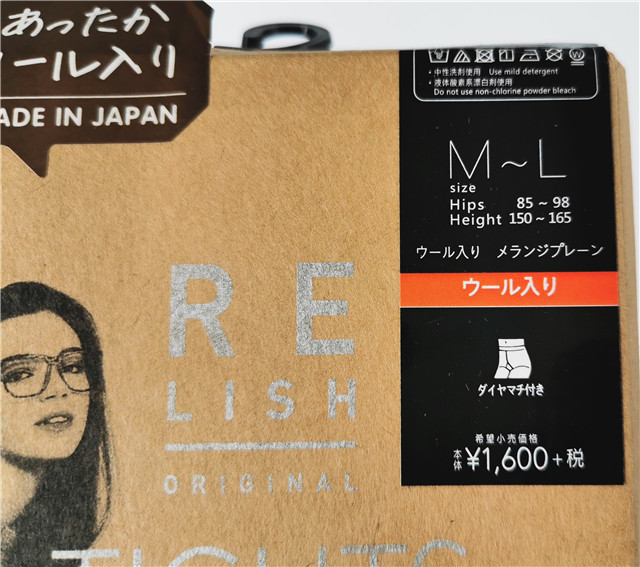 あったか
ウール入り
MADE IN JAPAN
・中性洗剤使用 Use mild detergent
・液体酸素系漂白剤使用
Do not use non-chlorine powder bleach
M～L
size
Hips 85～98
Height 150～165
ウール入り メランジプレーン
ウール入り
ダイヤマチ付き
希望小売価格
本体 ¥1,600+税
RE
LISH
ORIGINAL
TIGHTS